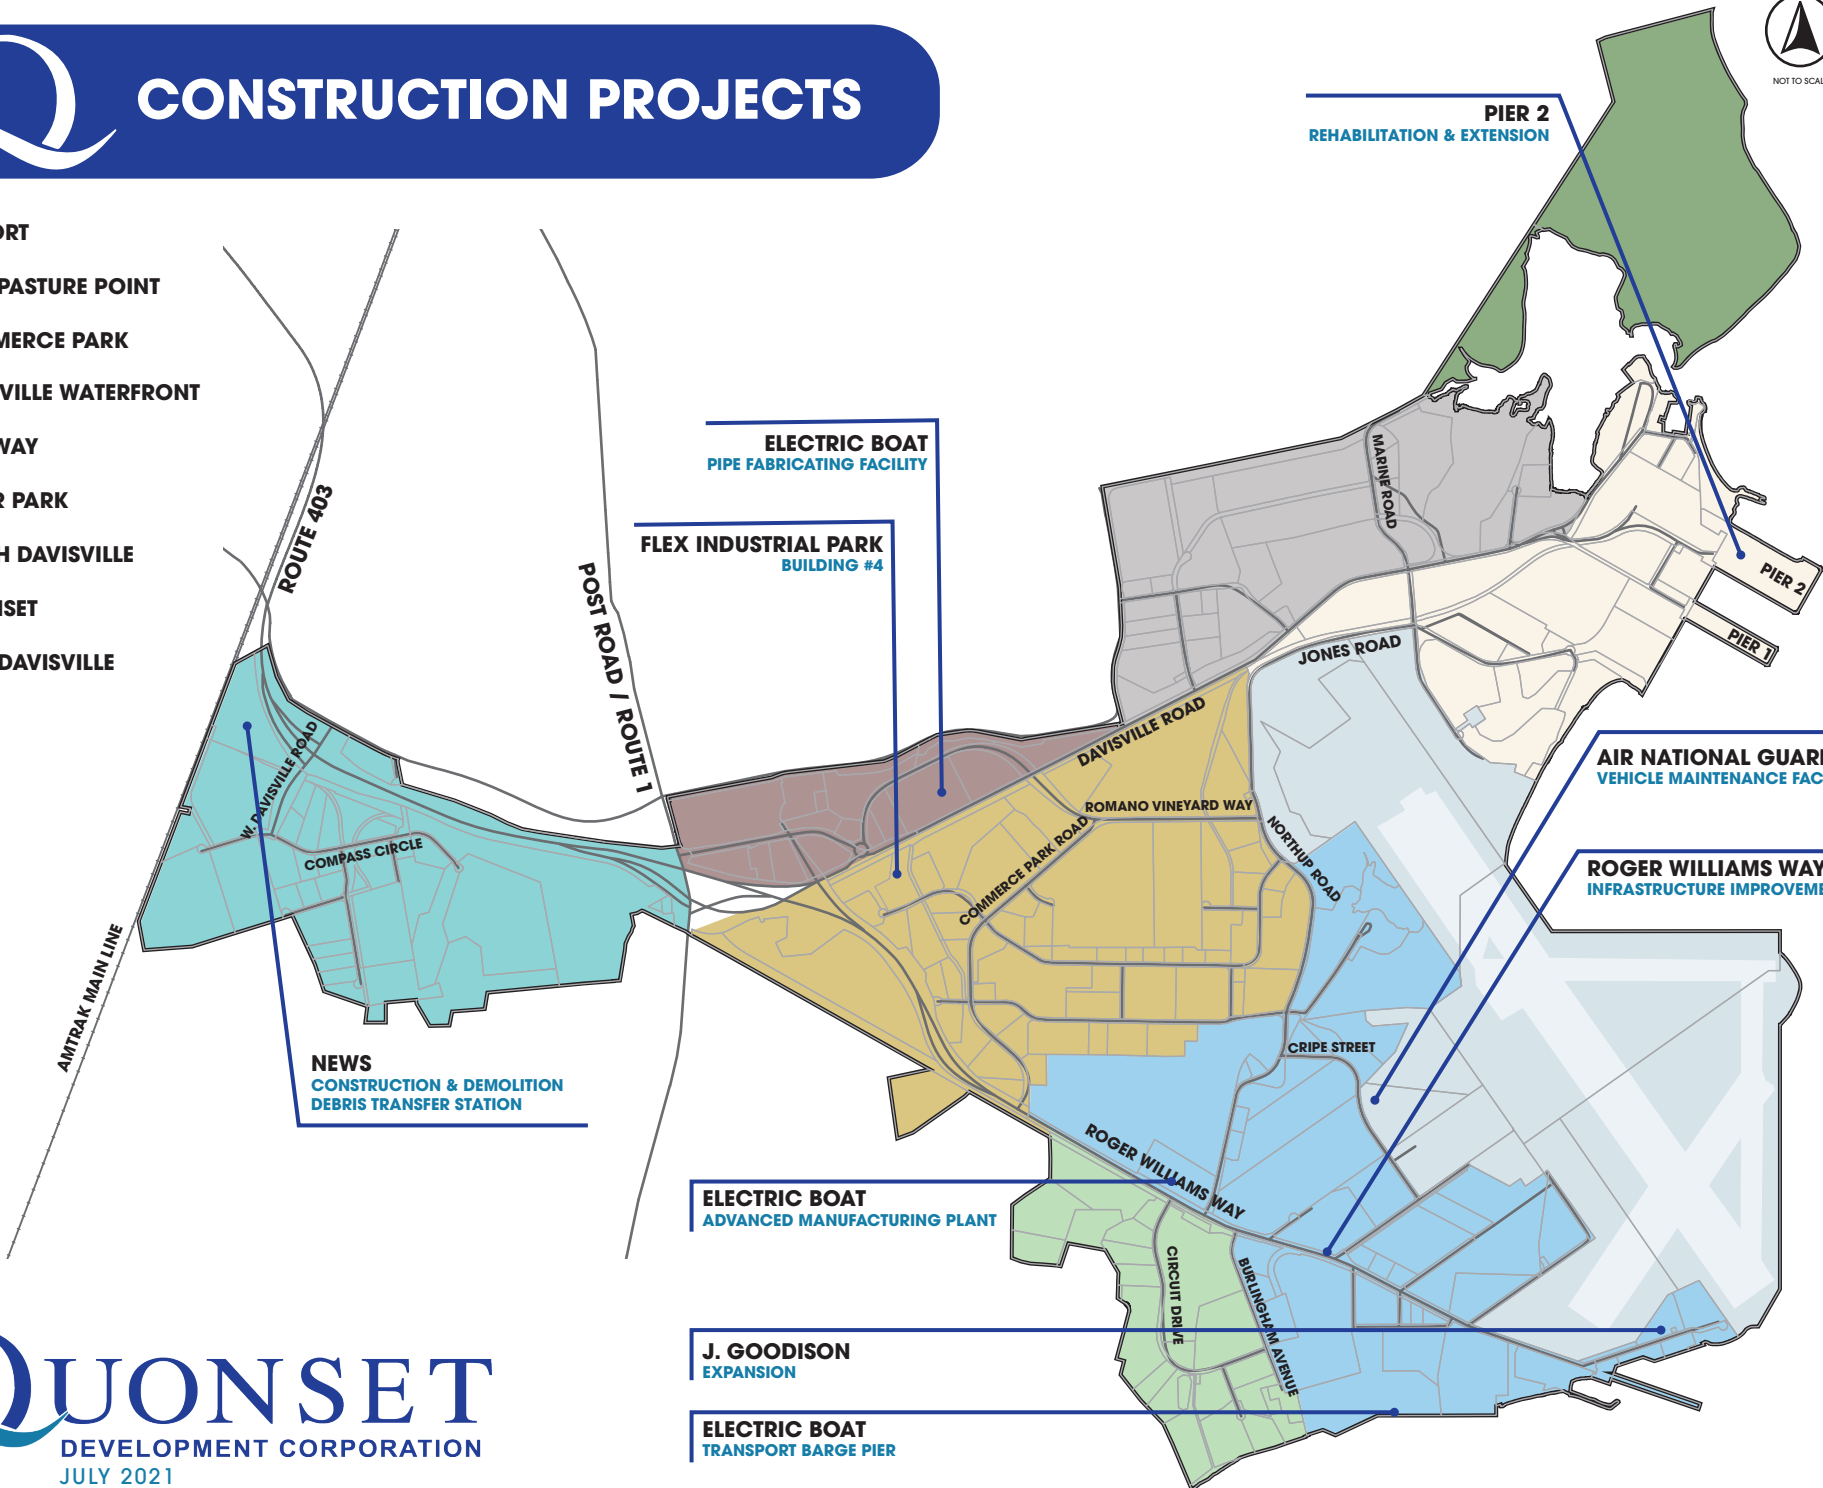 CONSTRUCTION PROJECTS
NOT TO SCAL
PIER 2
REHABILITATION & EXTENSION
ORT
PASTURE POINT
MERCE PARK
VILLE WATERFRONT
WAY
R PARK
H DAVISVILLE
NSET
DAVISVILLE
ROUTE 403
POST ROAD / ROUTE 1
AMTRAK MAIN LINE
ELECTRIC BOAT
PIPE FABRICATING FACILITY
FLEX INDUSTRIAL PARK
BUILDING #4
MARINE ROAD
PIER 2
PIER 1
JONES ROAD
DAVISVILLE ROAD
W. DAVISVILLE ROAD
COMPASS CIRCLE
ROMANO VINEYARD WAY
COMMERCE PARK ROAD
NORTHUP ROAD
AIR NATIONAL GUAR
VEHICLE MAINTENANCE FAC
ROGER WILLIAMS WAY
INFRASTRUCTURE IMPROVEME
CRIPE STREET
NEWS
CONSTRUCTION & DEMOLITION
DEBRIS TRANSFER STATION
ROGER WILLIAMS WAY
ELECTRIC BOAT
ADVANCED MANUFACTURING PLANT
CIRCUIT DRIVE
BURLINGHAM AVENUE
J. GOODISON
EXPANSION
ELECTRIC BOAT
TRANSPORT BARGE PIER
QUONSET
DEVELOPMENT CORPORATION
JULY 2021